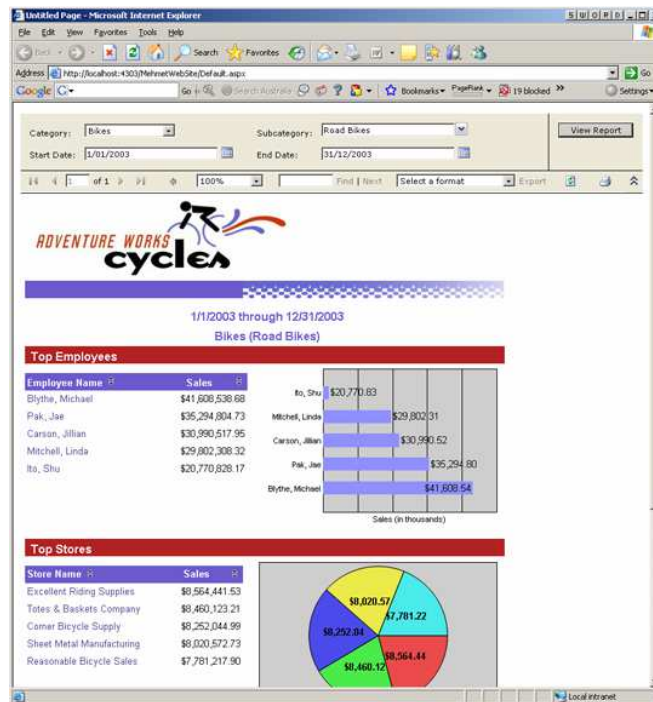 Untitled Page - Microsoft Internet Explorer
File Edit View Favorites Tools Help
Back Search Favorites
Address http://localhost:4303/MehmetWebSite/Default.aspx Go
Google Go Search Australia Bookmarks PageRank 19 blocked Settings
Category: Bikes Subcategory: Road Bikes View Report
Start Date: 1/01/2003 End Date: 31/12/2003
1 of 1 100% Find | Next Select a format Export
ADVENTURE WORKS
cycles
1/1/2003 through 12/31/2003
Bikes (Road Bikes)
Top Employees
Employee Name Sales
Blythe, Michael $41,608,538.68
Pak, Jae $35,294,804.73
Carson, Jillian $30,990,517.95
Mitchell, Linda $29,802,308.32
Ito, Shu $20,770,828.17
Ito, Shu $20,770.83
Mitchell, Linda $29,802.31
Carson, Jillian $30,990.52
Pak, Jae $35,294.80
Blythe, Michael $41,608.54
Sales (in thousands)
Top Stores
Store Name Sales
Excellent Riding Supplies $8,564,441.53
Totes & Baskets Company $8,460,123.21
Corner Bicycle Supply $8,252,044.99
Sheet Metal Manufacturing $8,020,572.73
Reasonable Bicycle Sales $7,781,217.90
$8,020.57
$7,781.22
$8,252.04
$8,564.44
$8,460.12
Local intranet